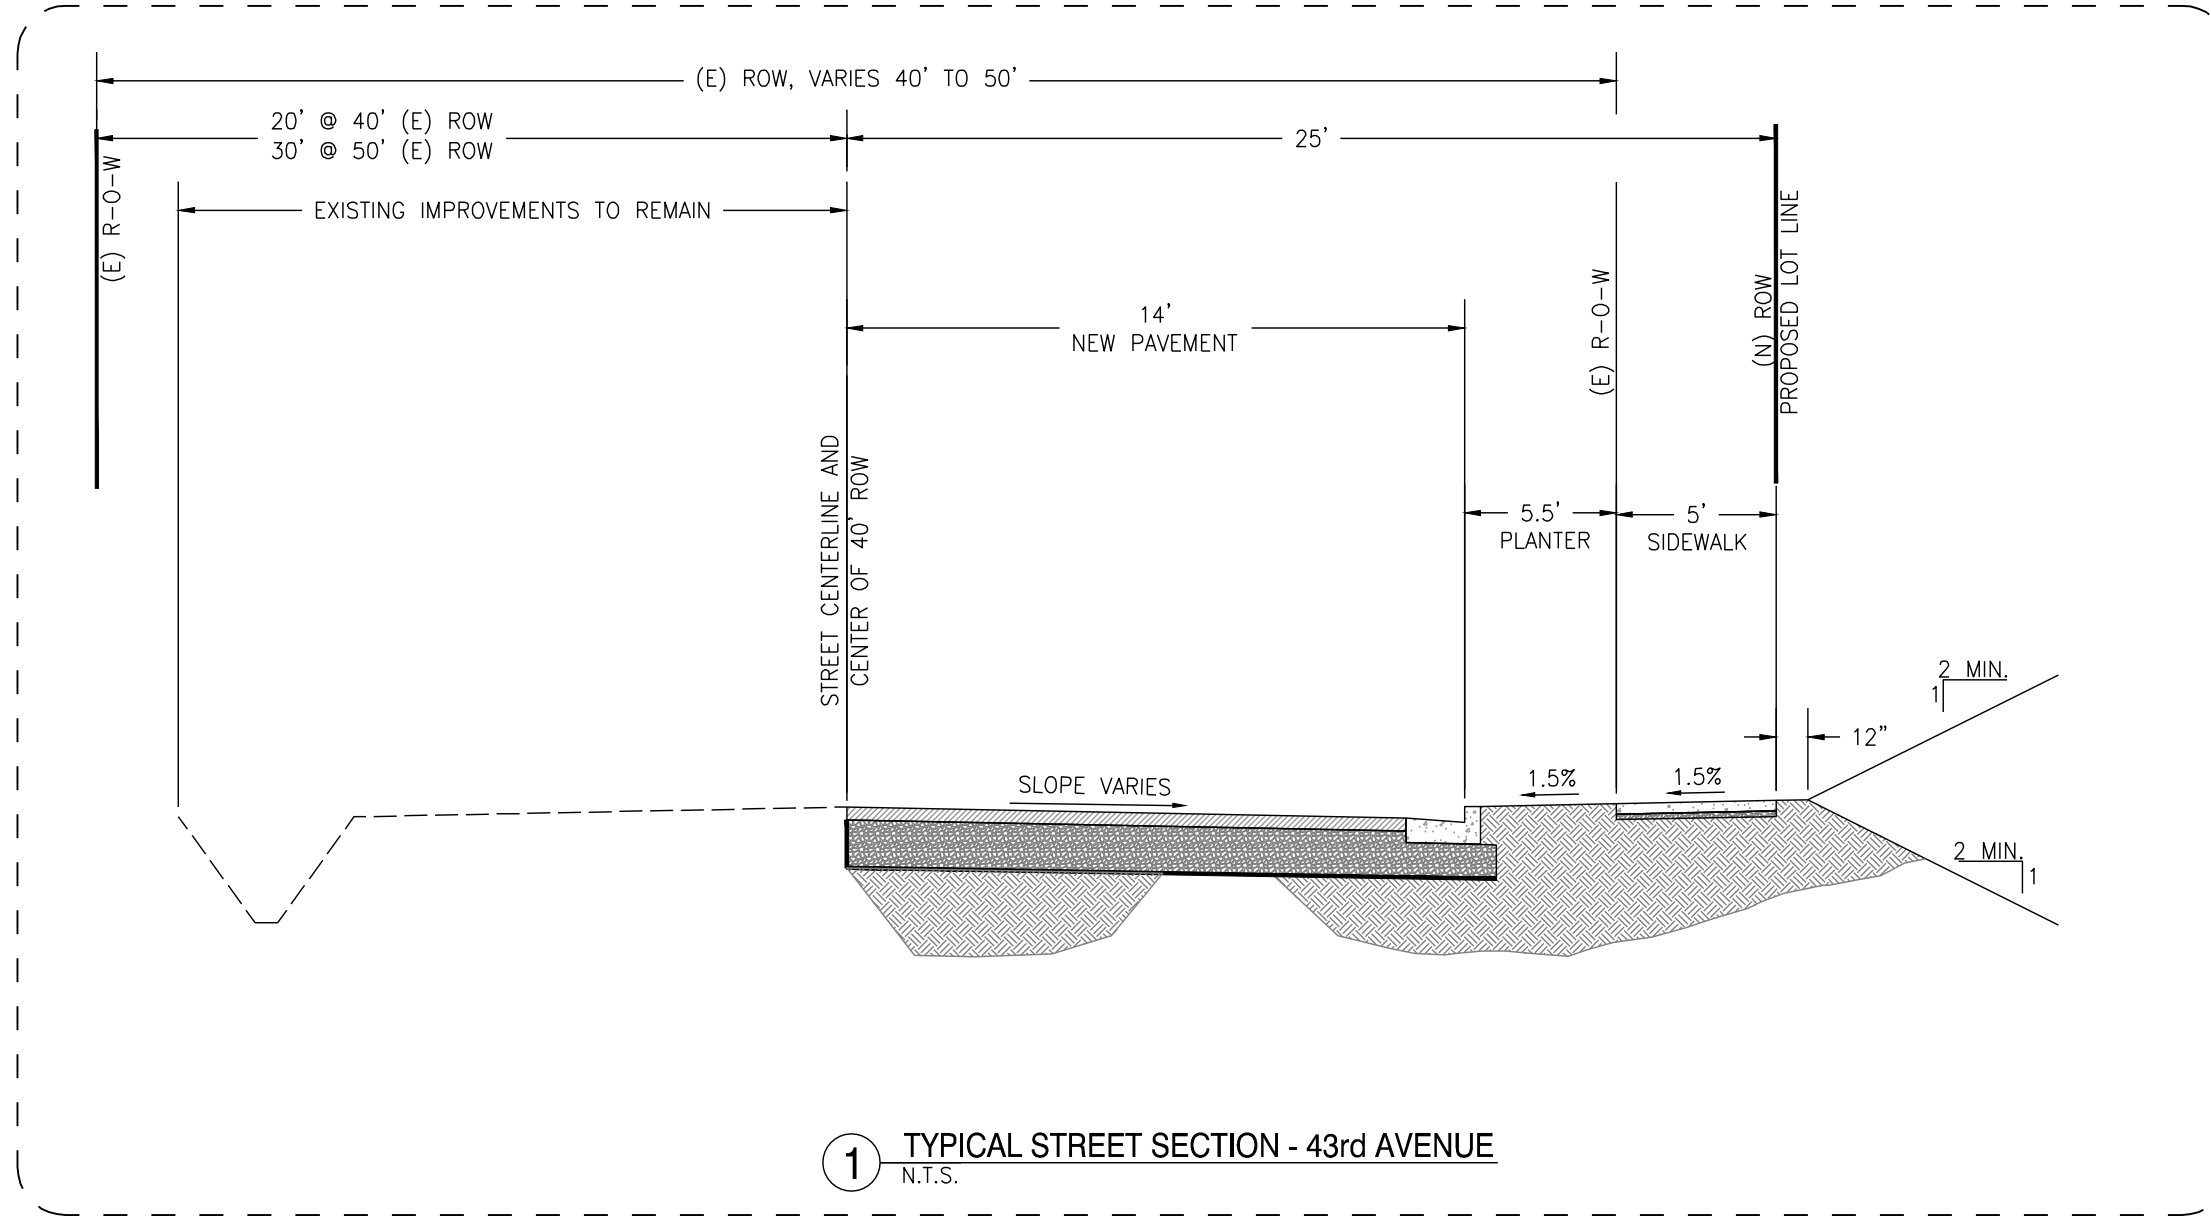 (E) ROW, VARIES 40' TO 50'
20' @ 40' (E) ROW
30' @ 50' (E) ROW
25'
(E) R-O-W
EXISTING IMPROVEMENTS TO REMAIN
14'
NEW PAVEMENT
(E) R-O-W
(N) ROW
PROPOSED LOT LINE
STREET CENTERLINE AND
CENTER OF 40' ROW
5.5'
PLANTER
5'
SIDEWALK
2 MIN.
1
12"
SLOPE VARIES
1.5%
1.5%
2 MIN.
1
1
TYPICAL STREET SECTION - 43rd AVENUE
N.T.S.